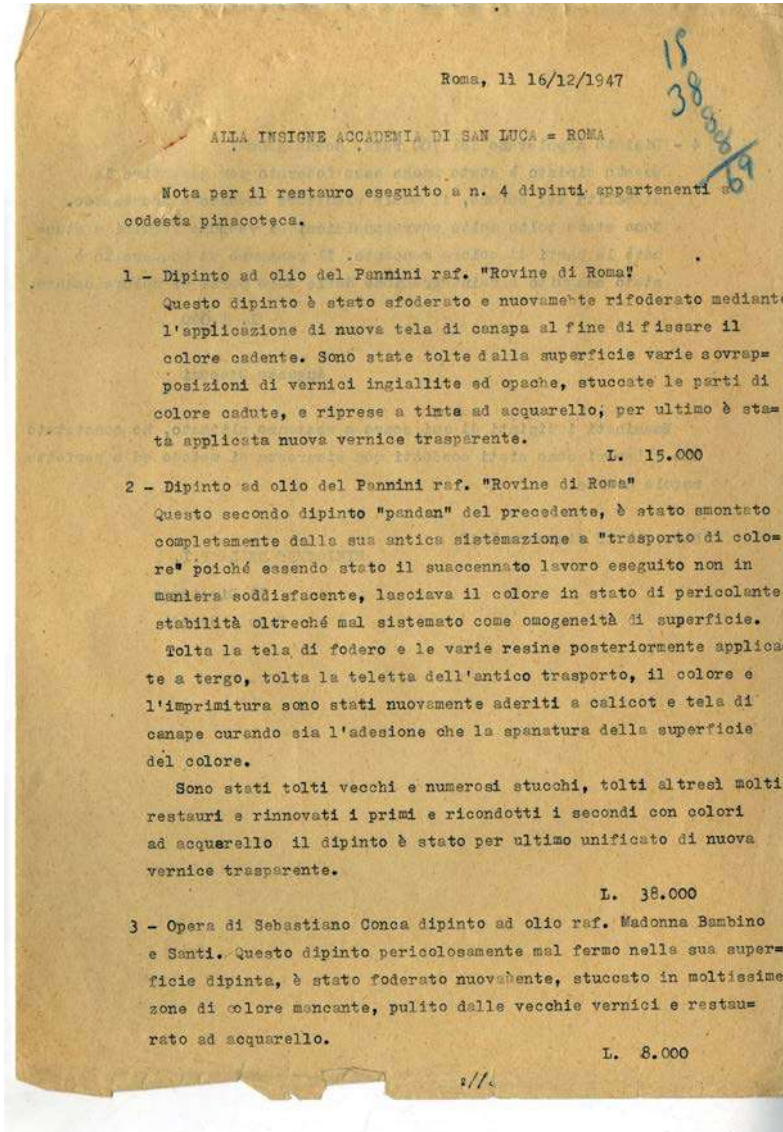 15
38
8
8
69
Roma, lì 16/12/1947
ALLA INSIGNE ACCADEMIA DI SAN LUCA = ROMA
Nota per il restauro eseguito a n. 4 dipinti appartenenti a
codesta pinacoteca.
1 - Dipinto ad olio del Pannini raf. "Rovine di Roma"
Questo dipinto è stato sfoderato e nuovamente rifoderato mediante
l'applicazione di nuova tela di canapa al fine di fissare il
colore cadente. Sono state tolte dalla superficie varie sovrap=
posizioni di vernici ingiallite ed opache, stuccate le parti di
colore cadute, e riprese a timta ad acquarello; per ultimo è sta=
ta applicata nuova vernice trasparente.
L. 15.000
2 - Dipinto ad olio del Pannini raf. "Rovine di Roma"
Questo secondo dipinto "pandan" del precedente, è stato smontato
completamente dalla sua antica sistemazione a "trasporto di colo=
re" poiché essendo stato il suaccennato lavoro eseguito non in
maniera soddisfacente, lasciava il colore in stato di pericolante
stabilità oltreché mal sistemato come omogeneità di superficie.
Tolta la tela di fodero e le varie resine posteriormente applica=
te a tergo, tolta la teletta dell'antico trasporto, il colore e
l'imprimitura sono stati nuovamente aderiti a calicot e tela di
canape curando sia l'adesione che la spanatura della superficie
del colore.
Sono stati tolti vecchi e numerosi stucchi, tolti altresì molti
restauri e rinnovati i primi e ricondotti i secondi con colori
ad acquarello il dipinto è stato per ultimo unificato di nuova
vernice trasparente.
L. 38.000
3 - Opera di Sebastiano Conca dipinto ad olio raf. Madonna Bambino
e Santi. Questo dipinto pericolosamente mal fermo nella sua super=
ficie dipinta, è stato foderato nuovamente, stuccato in moltissime
zone di colore mancante, pulito dalle vecchie vernici e restau=
rato ad acquarello.
L. 8.000